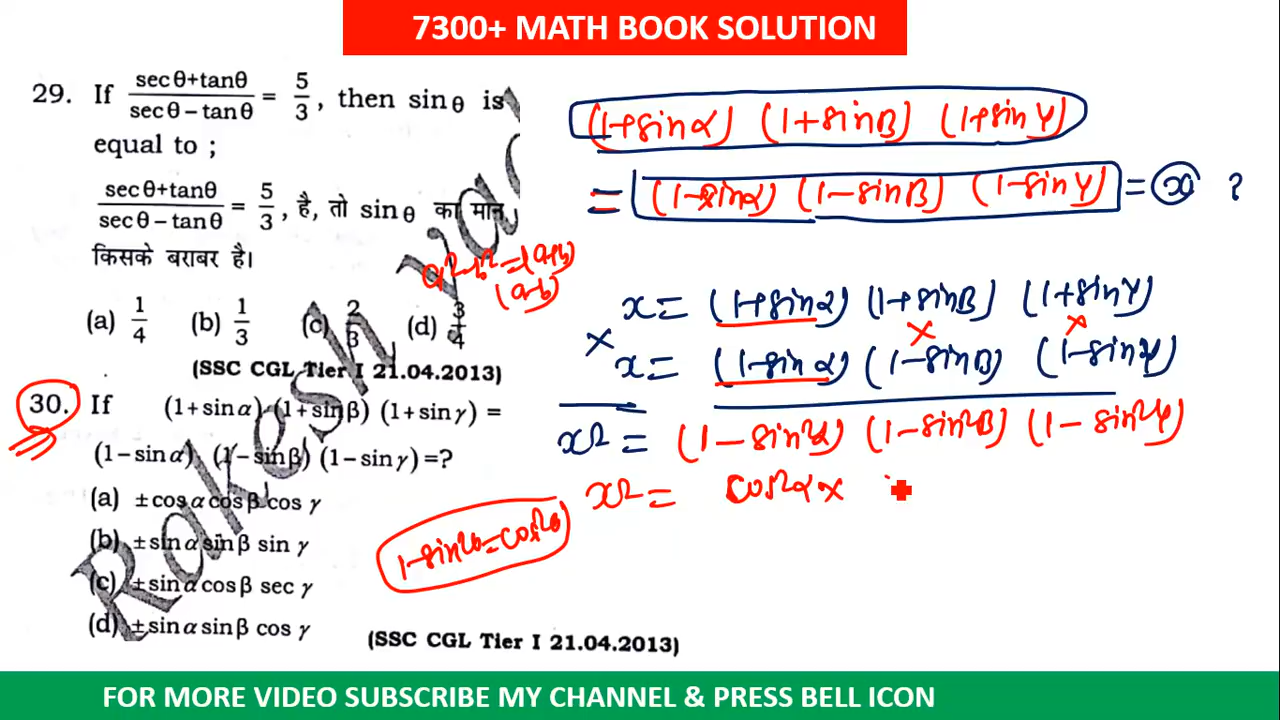 7300+ MATH BOOK SOLUTION
29. If (secθ+tanθ)/(secθ−tanθ) = 5/3, then sinθ is
equal to ;
(secθ+tanθ)/(secθ−tanθ) = 5/3, है, तो sinθ का मान
किसके बराबर है।
(a) 1/4 (b) 1/3 (c) 2/3 (d) 3/4
(SSC CGL Tier I 21.04.2013)
30. If (1+sinα) (1+sinβ) (1+sinγ) =
(1−sinα) (1−sinβ) (1−sinγ)=?
(a) ±cosα cosβ cosγ
(b) ±sinα sinβ sinγ
(c) ±sinα cosβ secγ
(d) ±sinα sinβ cosγ
(SSC CGL Tier I 21.04.2013)
Rakesh Yadav
a²-b²=(a+b)
(a-b)
1-sin²θ=cos²θ
(1+sinα) (1+sinβ) (1+sinγ)
= (1-sinα) (1-sinβ) (1-sinγ) = x ?
x = (1+sinα) (1+sinβ) (1+sinγ)
× x = (1-sinα) (1-sinβ) (1-sinγ)
x² = (1-sin²α) (1-sin²β) (1-sin²γ)
x² = cos²α ×
FOR MORE VIDEO SUBSCRIBE MY CHANNEL & PRESS BELL ICON